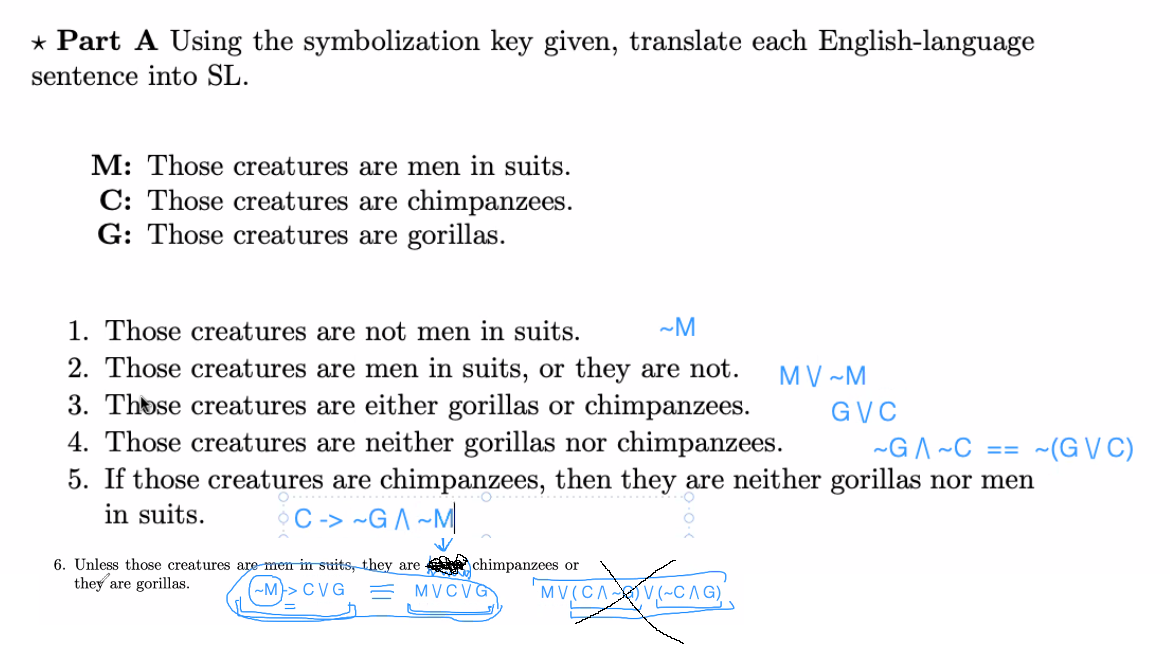 ⋆ Part A Using the symbolization key given, translate each English-language
sentence into SL.
M: Those creatures are men in suits.
C: Those creatures are chimpanzees.
G: Those creatures are gorillas.
1. Those creatures are not men in suits. ~M
2. Those creatures are men in suits, or they are not. M V ~M
3. Those creatures are either gorillas or chimpanzees. G V C
4. Those creatures are neither gorillas nor chimpanzees. ~G Λ ~C == ~(G V C)
5. If those creatures are chimpanzees, then they are neither gorillas nor men
in suits. C -> ~G Λ ~M
6. Unless those creatures are men in suits, they are chimpanzees or
they are gorillas. ~M -> C V G ≡ M V C V G M V (C Λ ~G) V (~C Λ G)